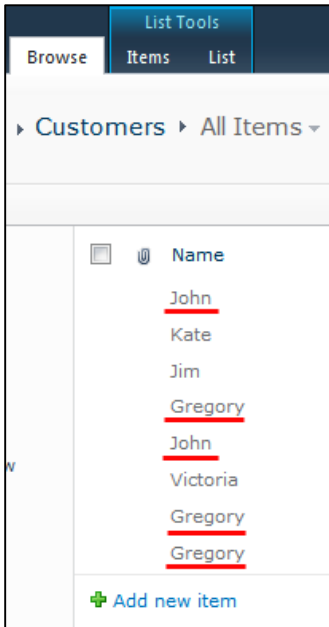 List Tools
Browse Items List
Customers All Items
Name
John
Kate
Jim
Gregory
John
w
Victoria
Gregory
Gregory
Add new item